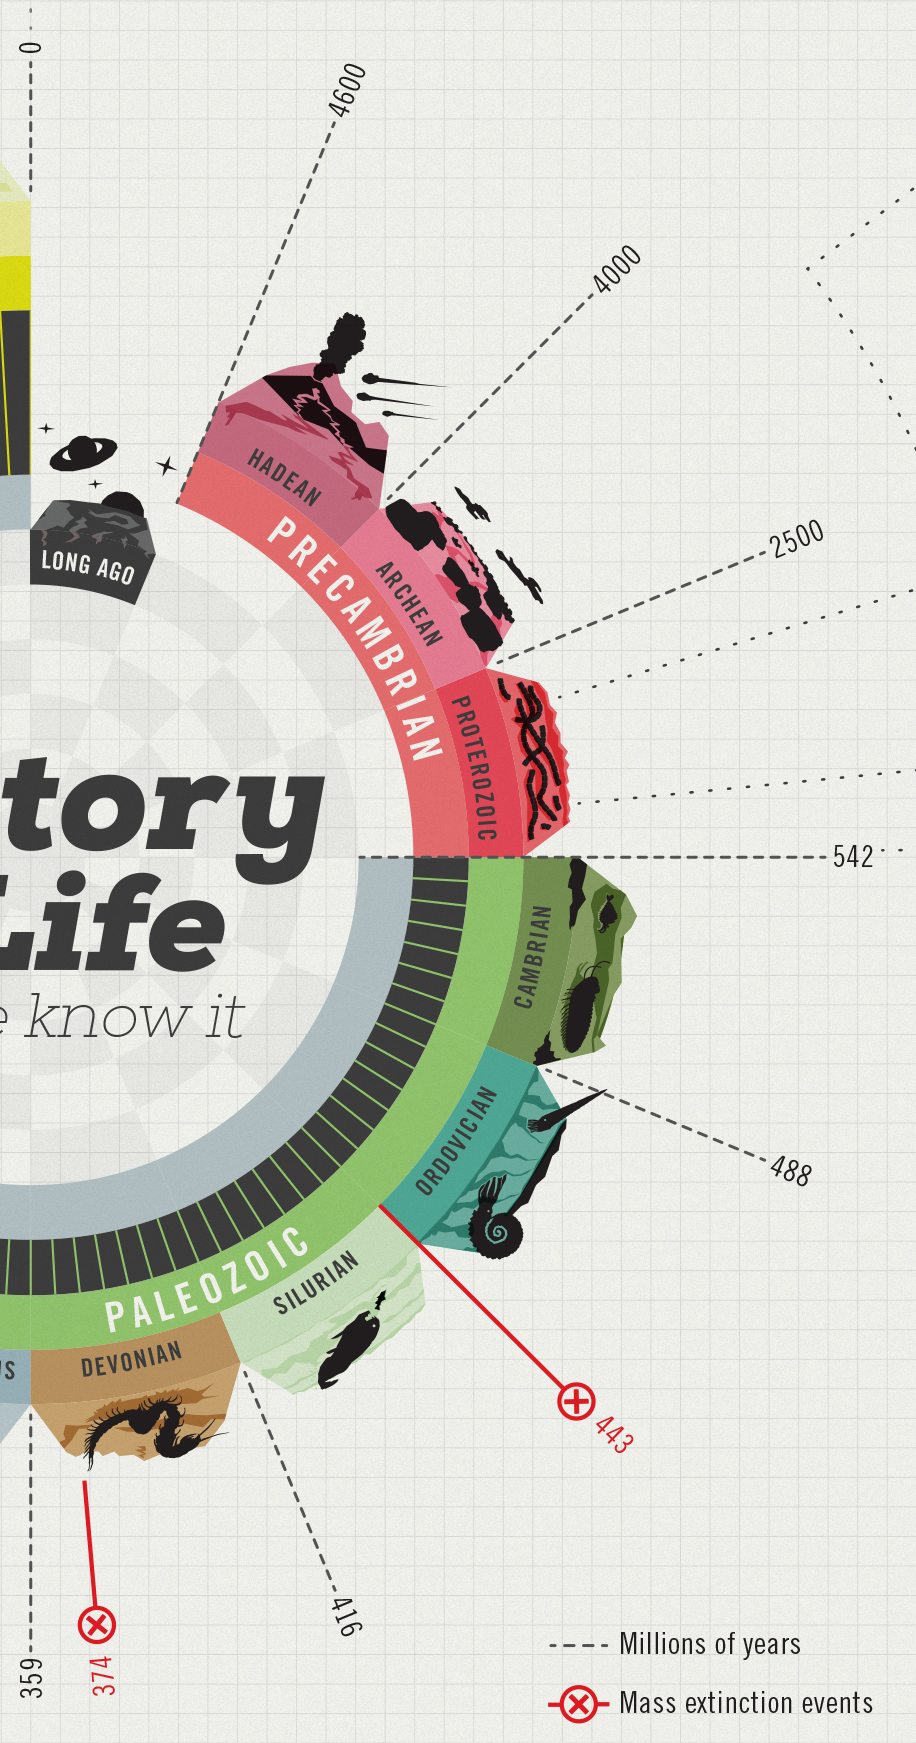 0
4600
4000
2500
542
488
443
416
374
359
LONG AGO
HADEAN
ARCHEAN
PROTEROZOIC
PRECAMBRIAN
CAMBRIAN
ORDOVICIAN
SILURIAN
DEVONIAN
PALEOZOIC
US
tory
Life
e know it
Millions of years
Mass extinction events